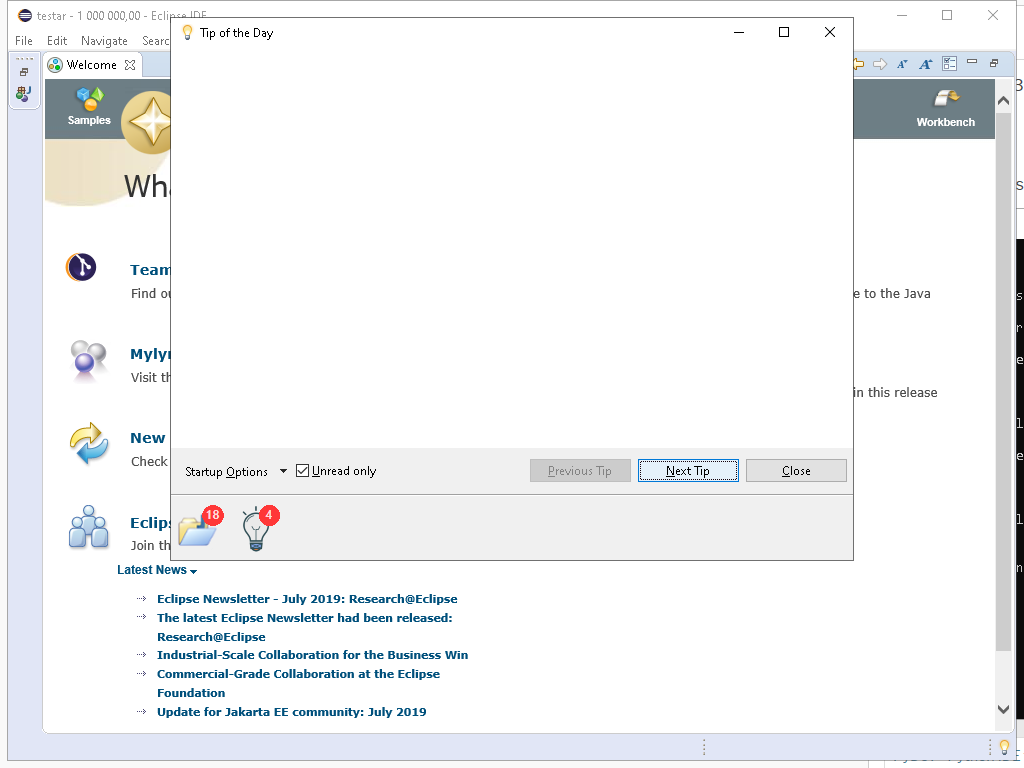 testar - 1 000 000,00 - Eclipse IDE
Tip of the Day
File Edit Navigate Searc
Welcome
Samples
Workbench
Wha
Team
Find ou
e to the Java
Mylyn
Visit th
in this release
New
Check
Startup Options
Unread only
Previous Tip
Next Tip
Close
18
4
Eclips
Join th
Latest News
Eclipse Newsletter - July 2019: Research@Eclipse
The latest Eclipse Newsletter had been released:
Research@Eclipse
Industrial-Scale Collaboration for the Business Win
Commercial-Grade Collaboration at the Eclipse
Foundation
Update for Jakarta EE community: July 2019